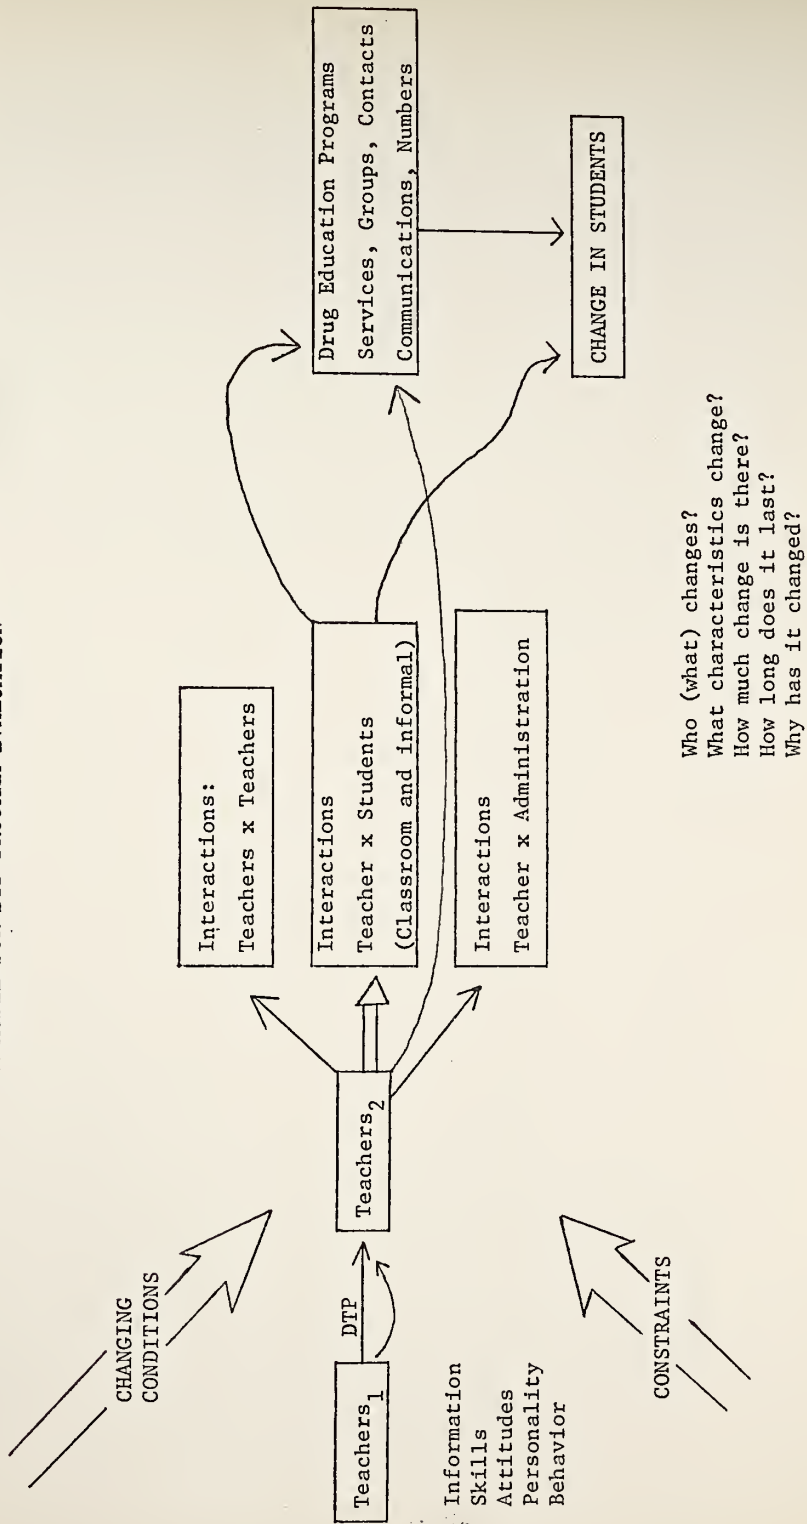 CHANGING
CONDITIONS
Teachers1
DTP
Teachers2
Information
Skills
Attitudes
Personality
Behavior
CONSTRAINTS
Interactions:
Teachers x Teachers
Interactions
Teacher x Students
(Classroom and informal)
Interactions
Teacher x Administration
Drug Education Programs
Services, Groups, Contacts
Communications, Numbers
CHANGE IN STUDENTS
Who (what) changes?
What characteristics change?
How much change is there?
How long does it last?
Why has it changed?